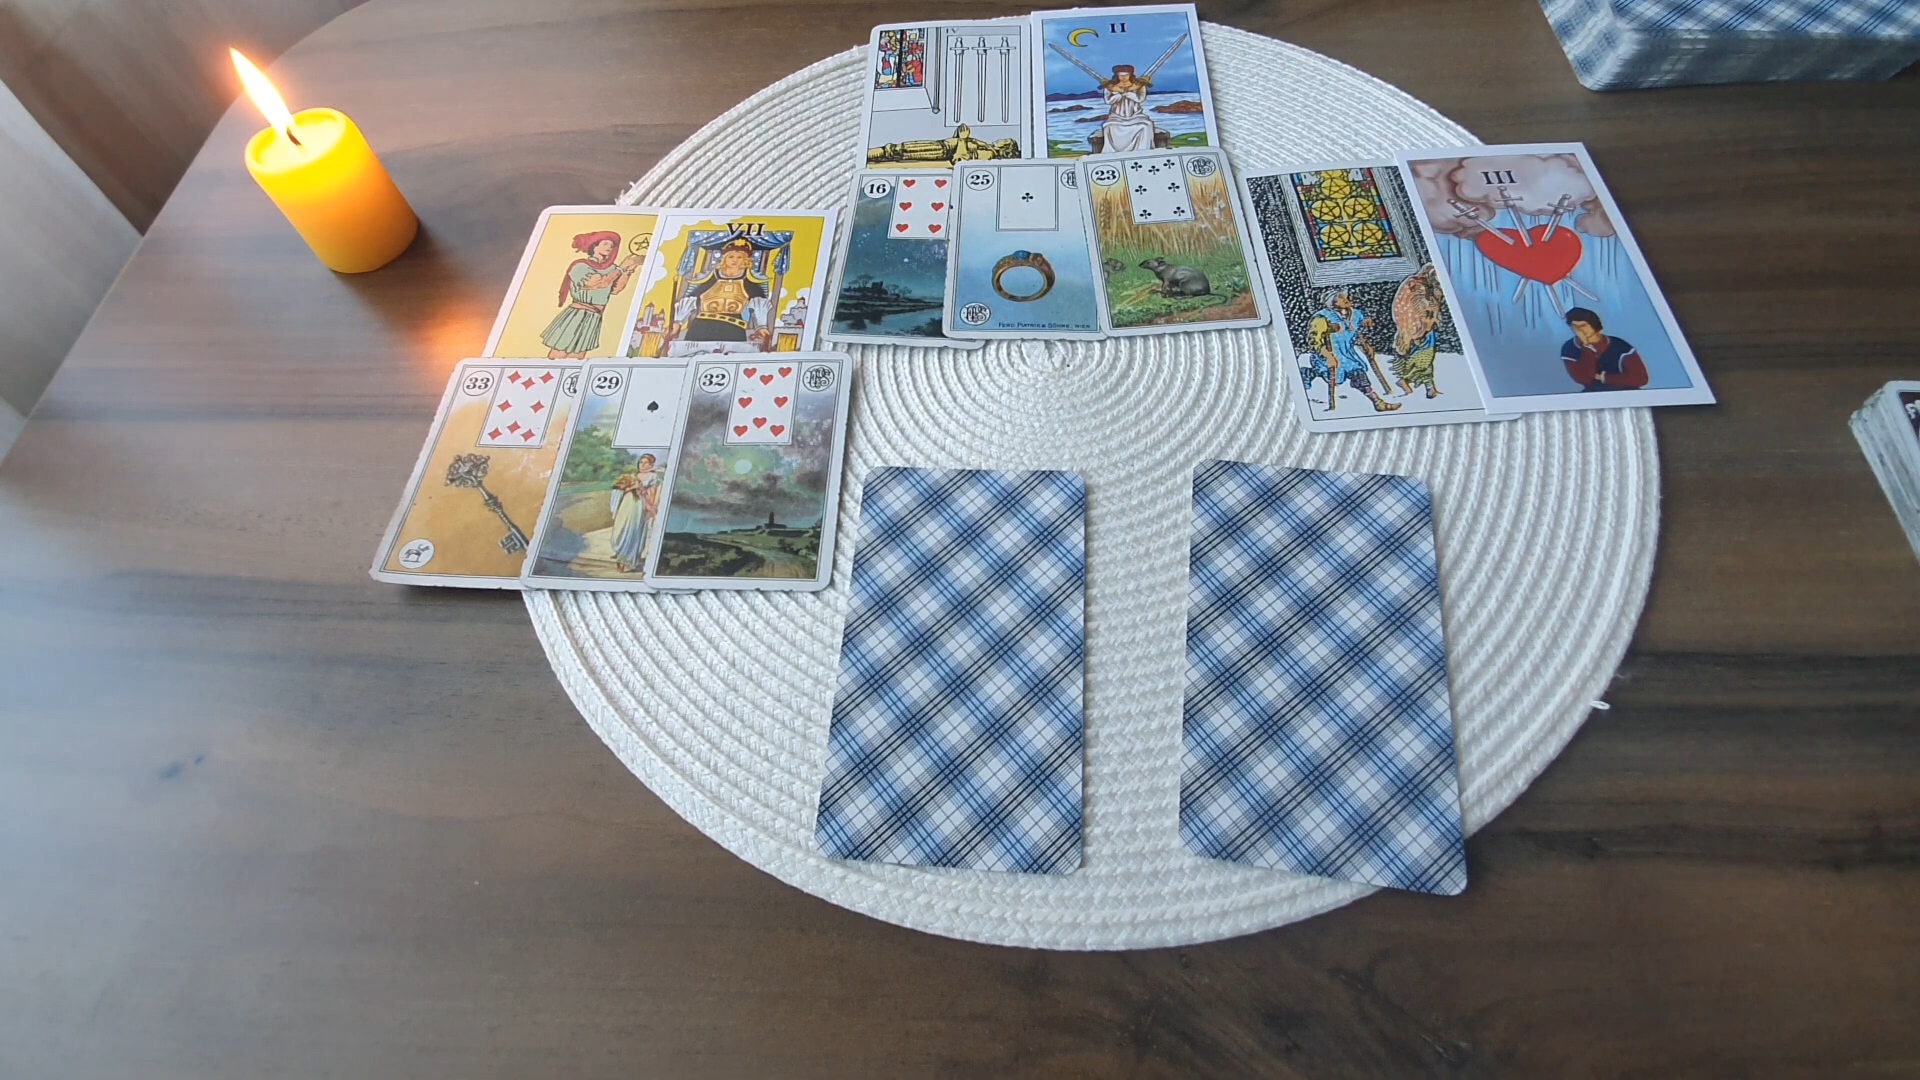 IV
II
16
25
23
FERD. PIATNIK & SÖHNE, WIEN
III
VII
33
29
32